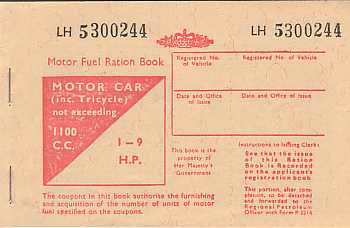 LH 5300244
LH 5300244
Motor Fuel Ration Book
MOTOR CAR
(inc. Tricycle)
not exceeding
1100
C.C.
1–9
H.P.
The coupons in this book authorise the furnishing
and acquisition of the number of units of motor
fuel specified on the coupons.
Registered No.
of Vehicle
Date and Office
of Issue
This book is the
property of
Her Majesty's
Government
Registered No. of Vehicle
Date and Office of Issue
Instructions to Issuing Clerk:
See that the issue
of this Ration
Book is Recorded
on the applicant's
registration book.
This portion, after com-
pletion, to be detached
and forwarded to the
Regional Petroleum
Officer with form P